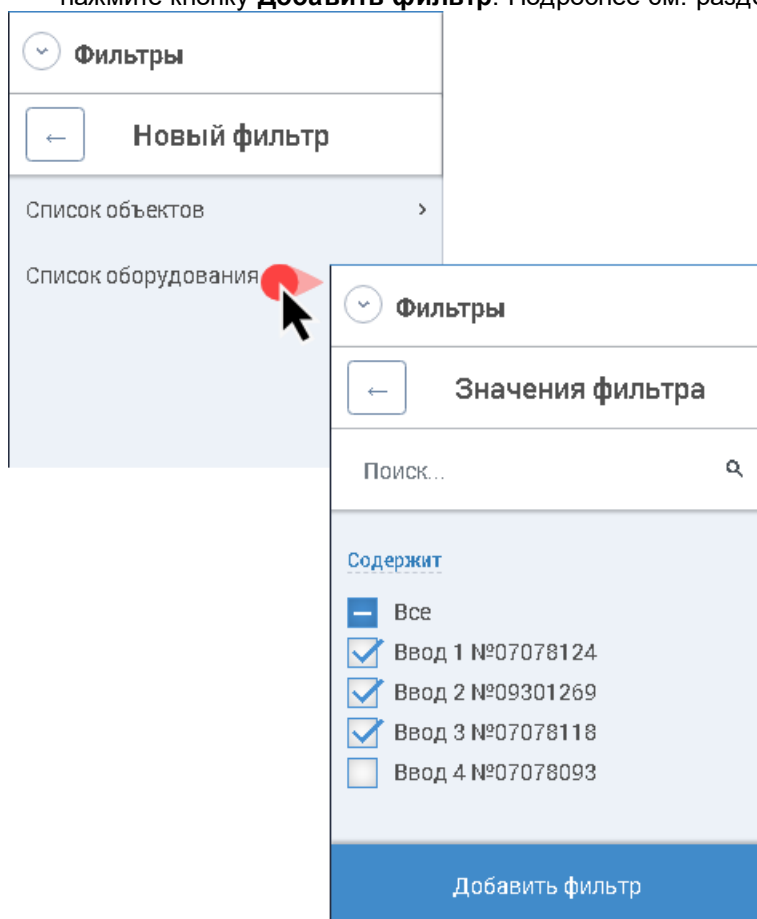 нажмите кнопку Добавить фильтр. Подробнее см. разде
Фильтры
← Новый фильтр
Список объектов
Список оборудования
Фильтры
← Значения фильтра
Поиск...
Содержит
Все
Ввод 1 №07078124
Ввод 2 №09301269
Ввод 3 №07078118
Ввод 4 №07078093
Добавить фильтр